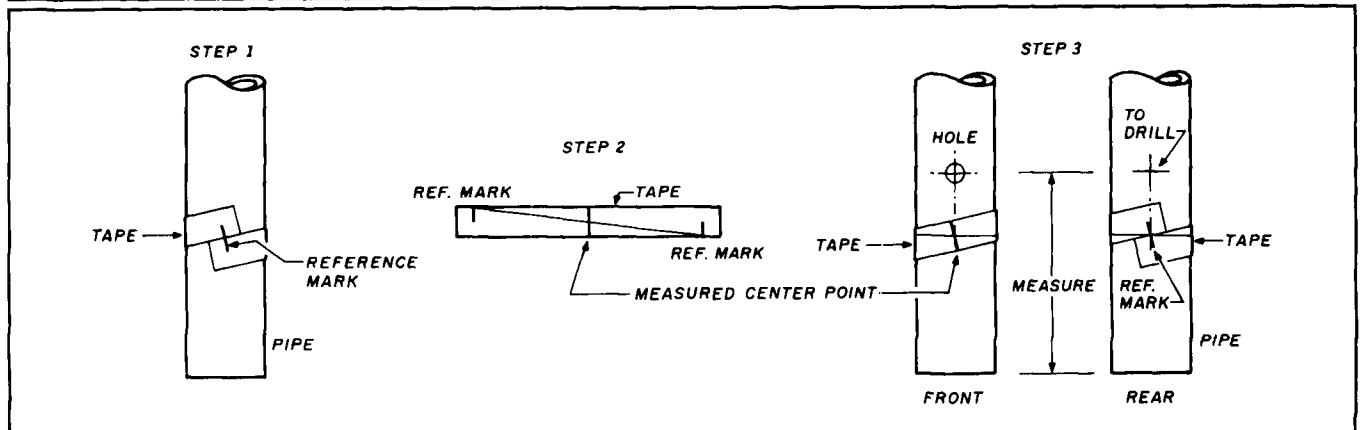 STEP 1
TAPE
REFERENCE
MARK
PIPE
STEP 2
REF. MARK
TAPE
REF. MARK
MEASURED CENTER POINT
STEP 3
HOLE
TO
DRILL
TAPE
TAPE
MEASURE
REF.
MARK
PIPE
FRONT
REAR